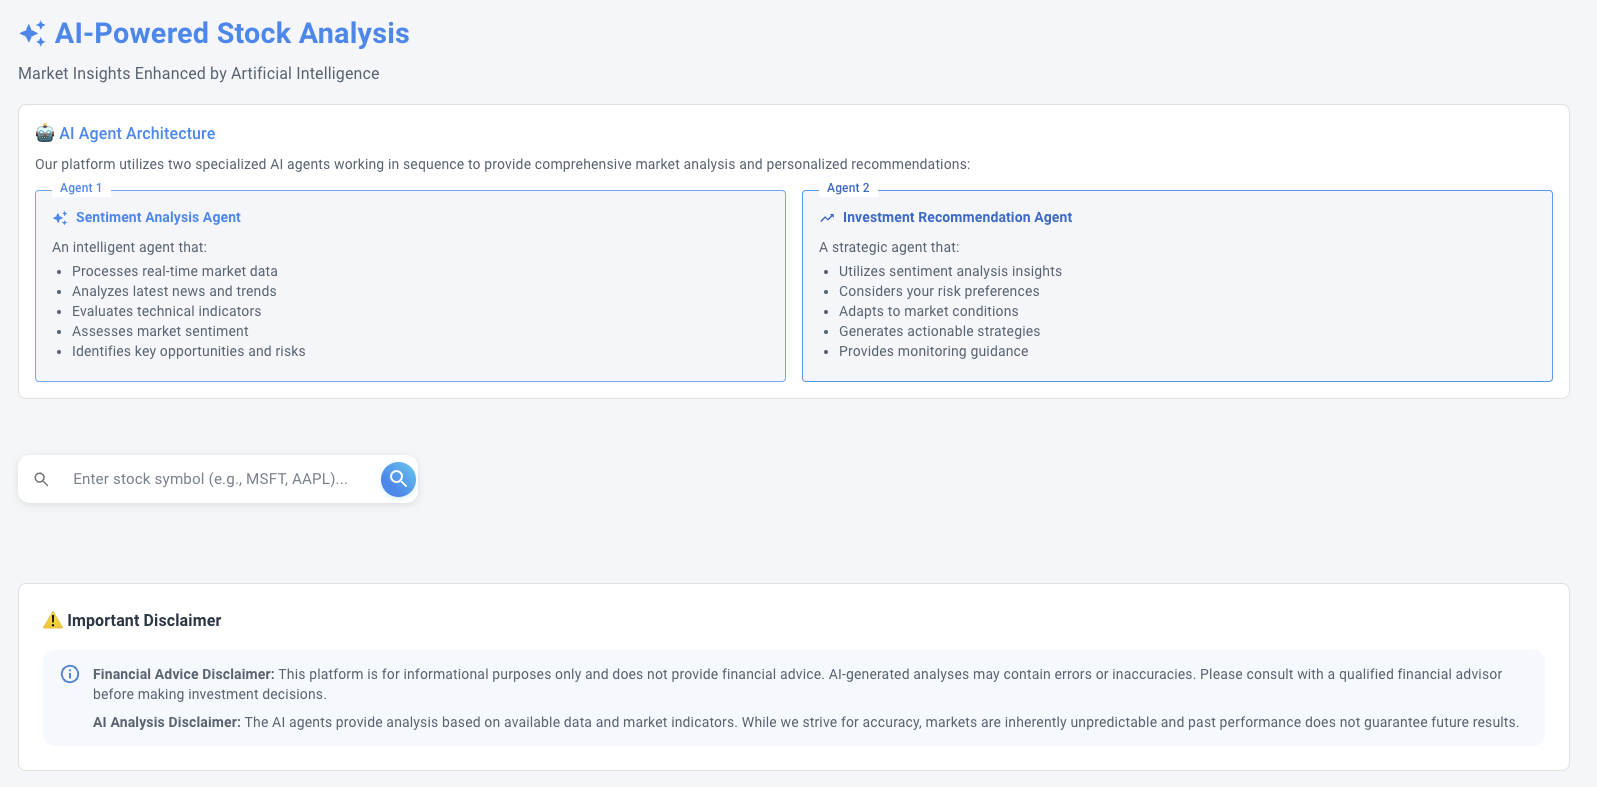 AI-Powered Stock Analysis
Market Insights Enhanced by Artificial Intelligence
AI Agent Architecture
Our platform utilizes two specialized AI agents working in sequence to provide comprehensive market analysis and personalized recommendations:
Agent 1
Sentiment Analysis Agent
An intelligent agent that:
• Processes real-time market data
• Analyzes latest news and trends
• Evaluates technical indicators
• Assesses market sentiment
• Identifies key opportunities and risks
Agent 2
Investment Recommendation Agent
A strategic agent that:
• Utilizes sentiment analysis insights
• Considers your risk preferences
• Adapts to market conditions
• Generates actionable strategies
• Provides monitoring guidance
Enter stock symbol (e.g., MSFT, AAPL)...
Important Disclaimer
Financial Advice Disclaimer: This platform is for informational purposes only and does not provide financial advice. AI-generated analyses may contain errors or inaccuracies. Please consult with a qualified financial advisor
before making investment decisions.
AI Analysis Disclaimer: The AI agents provide analysis based on available data and market indicators. While we strive for accuracy, markets are inherently unpredictable and past performance does not guarantee future results.